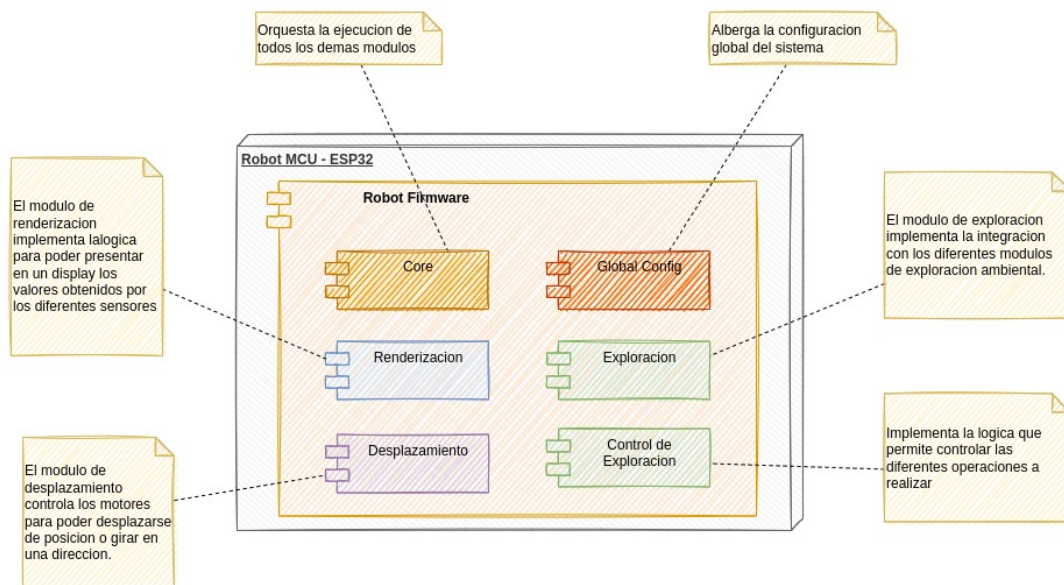 Orquesta la ejecucion de
todos los demas modulos
Alberga la configuracion
global del sistema
Robot MCU - ESP32
Robot Firmware
El modulo de
renderizacion
implementa lalogica
para poder presentar
en un display los
valores obtenidos por
los diferentes sensores
El modulo de exploracion
implementa la integracion
con los diferentes modulos
de exploracion ambiental.
Core
Global Config
Renderizacion
Exploracion
Desplazamiento
Control de
Exploracion
El modulo de
desplazamiento
controla los motores
para poder desplazarse
de posicion o girar en
una direccion.
Implementa la logica que
permite controlar las
diferentes operaciones a
realizar